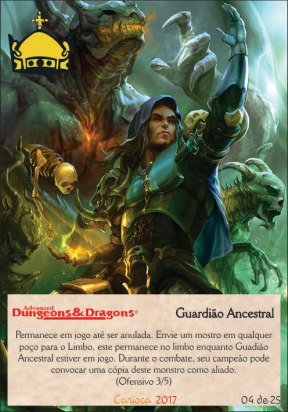 Advanced
Dungeons&Dragons®
Guardião Ancestral
Permanece em jogo até ser anulada. Envie um mostro em qualquer
poço para o Limbo, este permanece no limbo enquanto Guadião
Ancestral estiver em jogo. Durante o combate, seu campeão pode
convocar uma cópia deste monstro como aliado.
(Ofensivo 3/5)
Carioca 2017
04 de 25